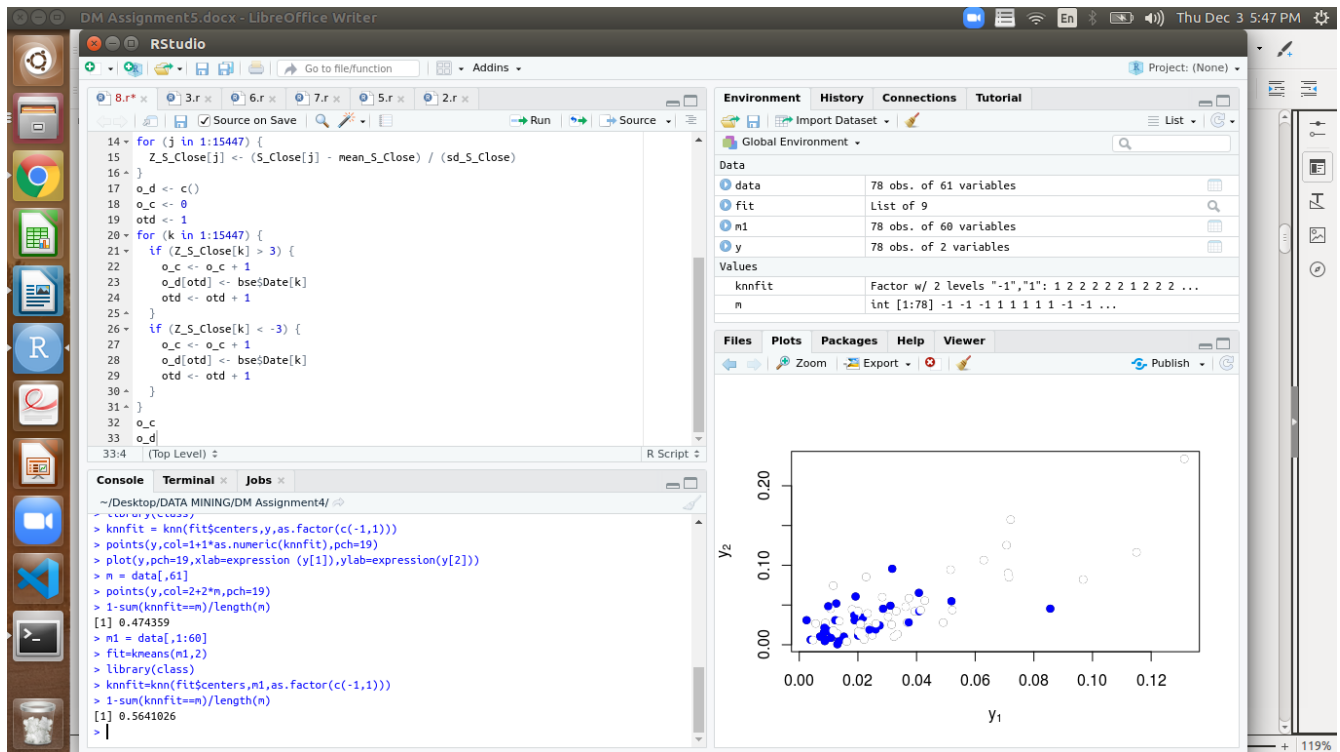 DM Assignment5.docx - LibreOffice Writer
En
Thu Dec 3 5:47 PM
RStudio
Go to file/function
Addins
Project: (None)
8.r*
3.r
6.r
7.r
5.r
2.r
Source on Save
Run
Source
14 for (j in 1:15447) {
15 Z_S_Close[j] <- (S_Close[j] - mean_S_Close) / (sd_S_Close)
16 }
17 o_d <- c()
18 o_c <- 0
19 otd <- 1
20 for (k in 1:15447) {
21 if (Z_S_Close[k] > 3) {
22 o_c <- o_c + 1
23 o_d[otd] <- bse$Date[k]
24 otd <- otd + 1
25 }
26 if (Z_S_Close[k] < -3) {
27 o_c <- o_c + 1
28 o_d[otd] <- bse$Date[k]
29 otd <- otd + 1
30 }
31 }
32 o_c
33 o_d
33:4 (Top Level)
R Script
Console Terminal Jobs
~/Desktop/DATA MINING/DM Assignment4/
> library(class)
> knnfit = knn(fit$centers,y,as.factor(c(-1,1)))
> points(y,col=1+1*as.numeric(knnfit),pch=19)
> plot(y,pch=19,xlab=expression (y[1]),ylab=expression(y[2]))
> m = data[,61]
> points(y,col=2+2*m,pch=19)
> 1-sum(knnfit==m)/length(m)
[1] 0.474359
> m1 = data[,1:60]
> fit=kmeans(m1,2)
> library(class)
> knnfit=knn(fit$centers,m1,as.factor(c(-1,1)))
> 1-sum(knnfit==m)/length(m)
[1] 0.5641026
>
Environment History Connections Tutorial
Import Dataset
List
Global Environment
Data
data 78 obs. of 61 variables
fit List of 9
m1 78 obs. of 60 variables
y 78 obs. of 2 variables
Values
knnfit Factor w/ 2 levels "-1","1": 1 2 2 2 2 2 1 2 2 2 ...
m int [1:78] -1 -1 -1 1 1 1 1 1 -1 -1 ...
Files Plots Packages Help Viewer
Zoom
Export
Publish
0.20
0.10
0.00
y₂
0.00 0.02 0.04 0.06 0.08 0.10 0.12
y₁
R
119%